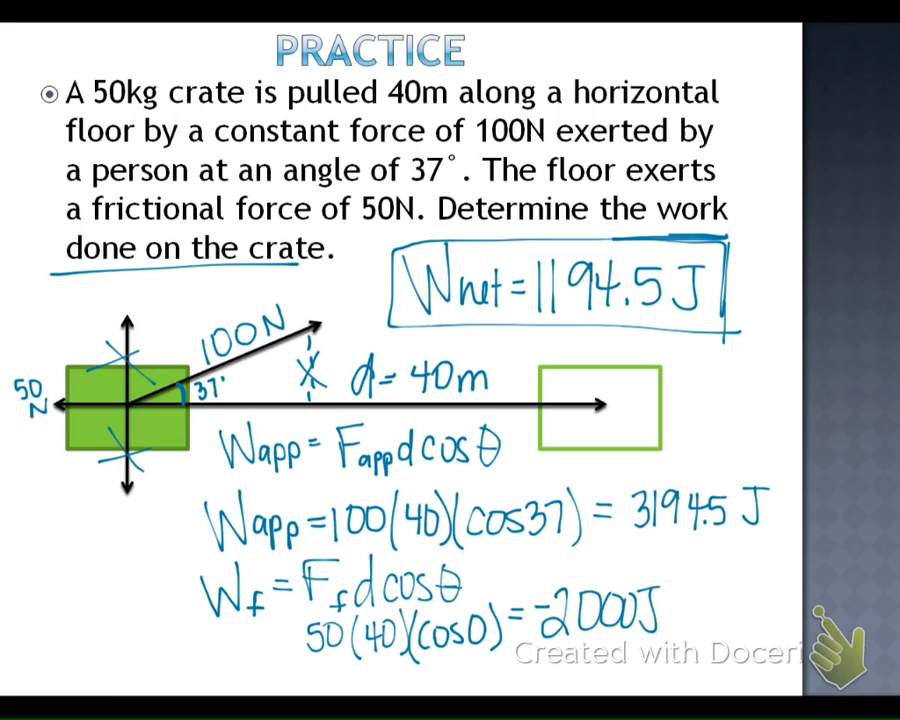 PRACTICE
A 50kg crate is pulled 40m along a horizontal
floor by a constant force of 100N exerted by
a person at an angle of 37°. The floor exerts
a frictional force of 50N. Determine the work
done on the crate.
Wnet = 1194.5 J
100N
50
N
37°
d = 40m
Wapp = Fapp d cos θ
Wapp = 100(40)(cos37) = 3194.5 J
Wf = Ff d cos θ
50(40)(cos0) = -2000J
Created with Doceri